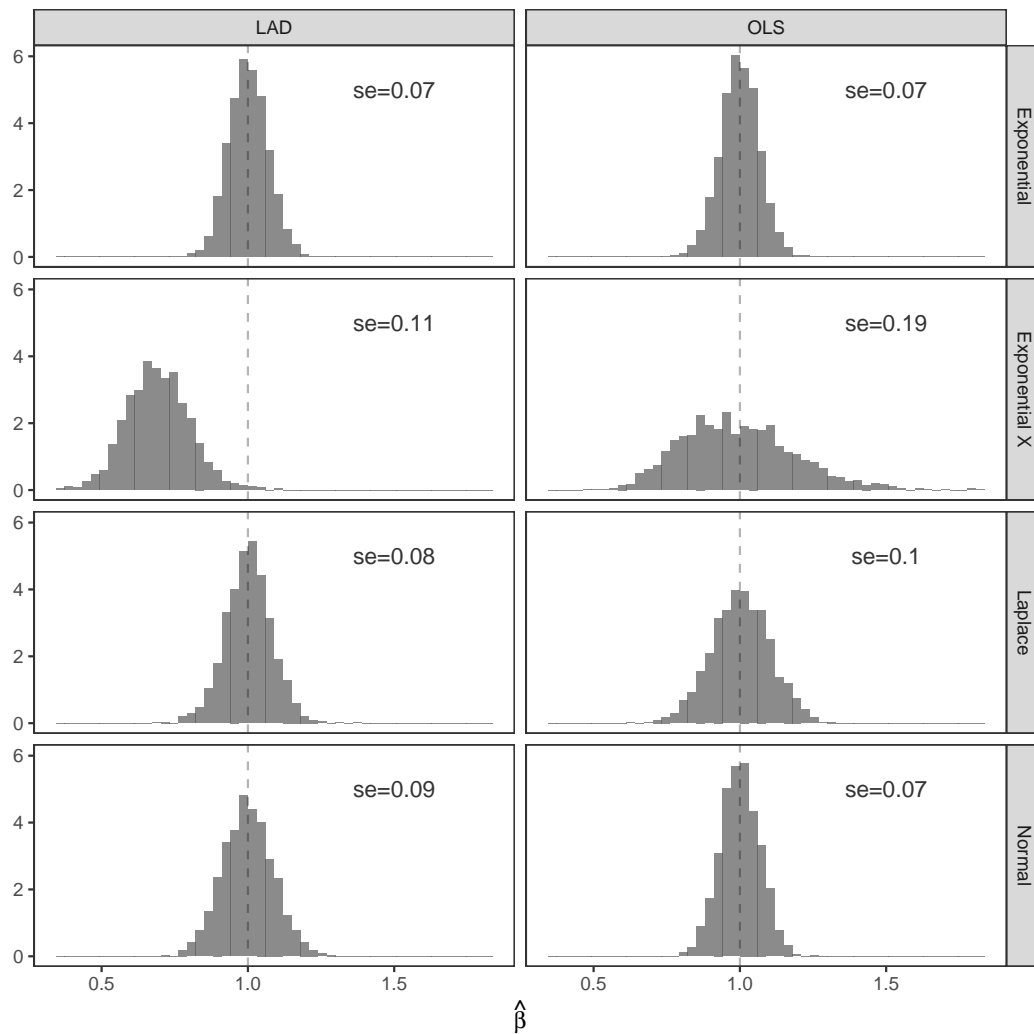 LAD OLS
6
4
2
0
se=0.07
se=0.07
Exponential
6
4
2
0
se=0.11
se=0.19
Exponential X
6
4
2
0
se=0.08
se=0.1
Laplace
6
4
2
0
se=0.09
se=0.07
Normal
0.5 1.0 1.5 0.5 1.0 1.5
β̂